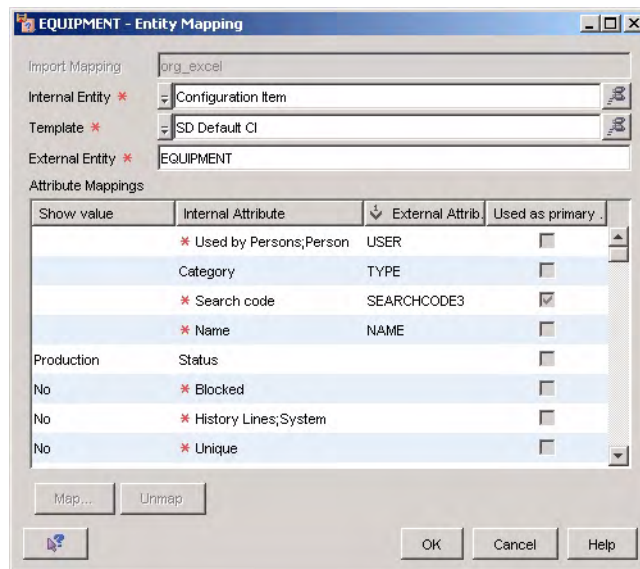 EQUIPMENT - Entity Mapping
Import Mapping org_excel
Internal Entity * Configuration Item
Template * SD Default CI
External Entity * EQUIPMENT
Attribute Mappings
Show value Internal Attribute External Attrib. Used as primary .
* Used by Persons;Person USER
Category TYPE
* Search code SEARCHCODE3
* Name NAME
Production Status
No * Blocked
No * History Lines;System
No * Unique
Map... Unmap
OK Cancel Help